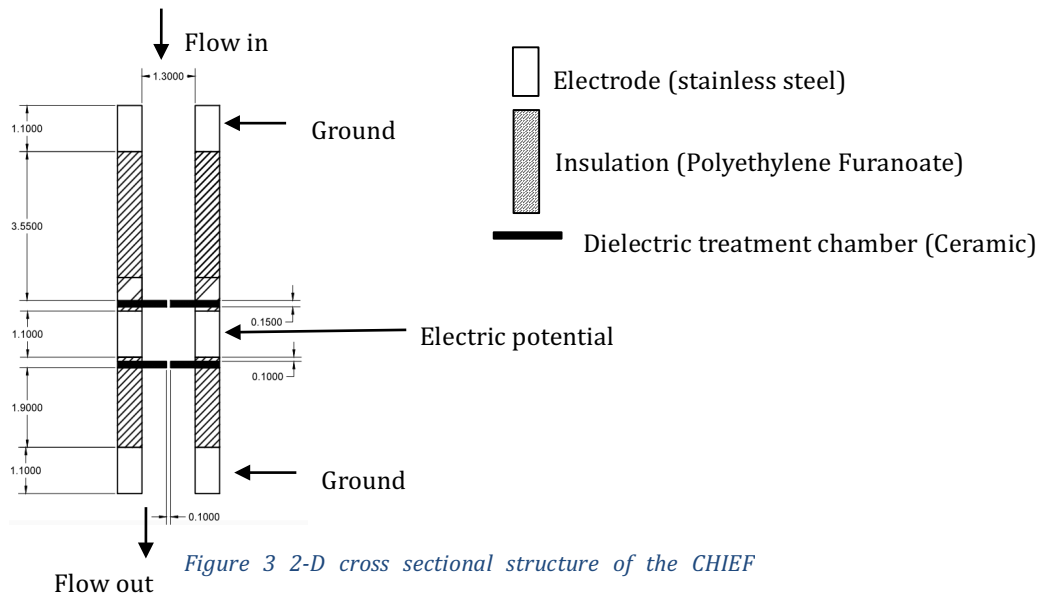 Flow in
1.3000
Electrode (stainless steel)
1.1000
Ground
Insulation (Polyethylene Furanoate)
3.5500
Dielectric treatment chamber (Ceramic)
0.1500
1.1000
Electric potential
0.1000
1.9000
1.1000
Ground
0.1000
Figure 3 2-D cross sectional structure of the CHIEF
Flow out